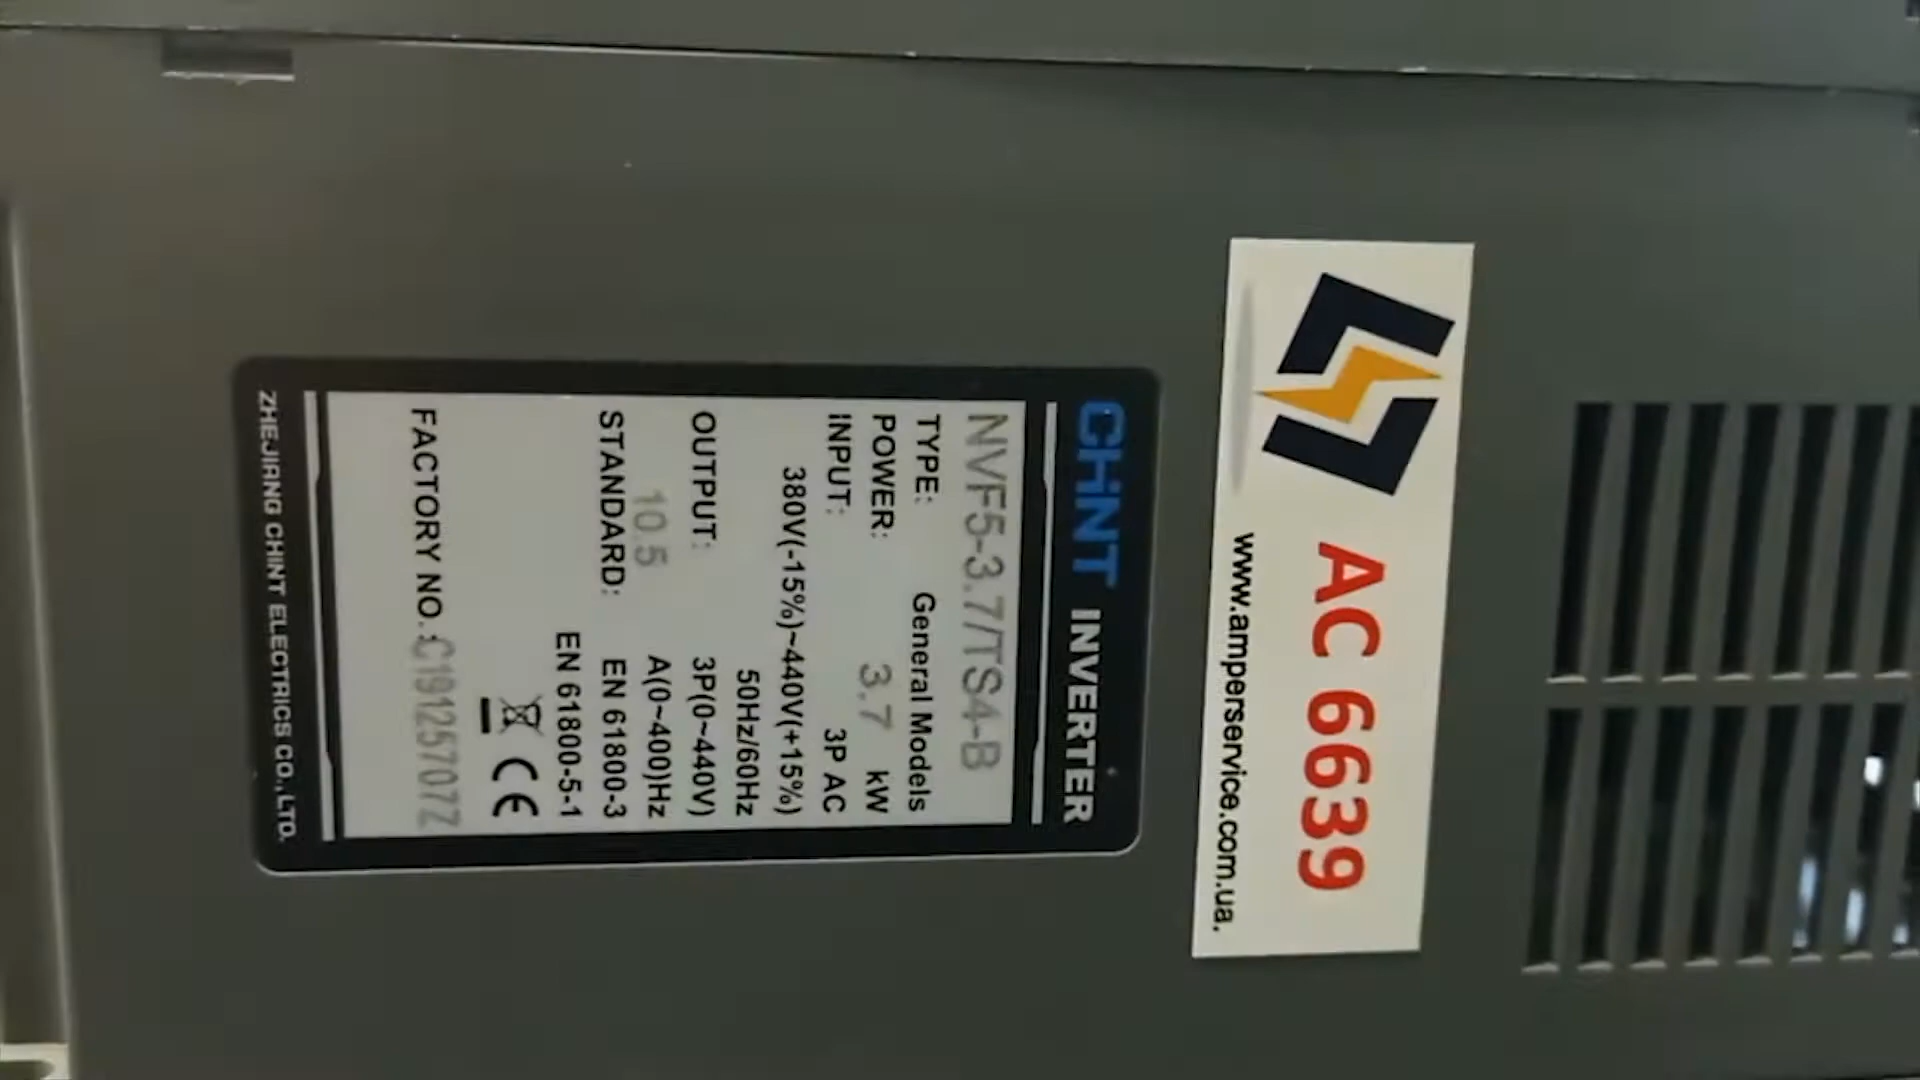 CHINT INVERTER
NVF5-3.7/TS4-B
TYPE: General Models
POWER: 3.7 kW
INPUT: 3P AC
380V(-15%)~440V(+15%)
50Hz/60Hz
OUTPUT: 3P(0~440V)
10.5 A(0~400)Hz
STANDARD: EN 61800-3
EN 61800-5-1
CE
FACTORY NO.:C191257077Z
ZHEJIANG CHINT ELECTRICS CO., LTD.
AC 6639
www.amperservice.com.ua.